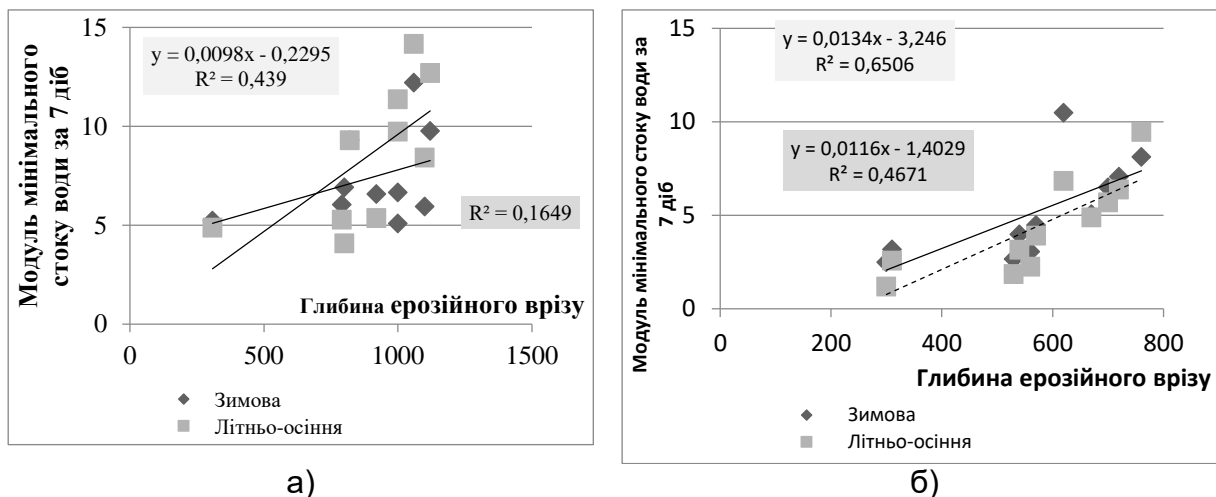 Модуль мінімального
стоку води за 7 діб
15
10
5
0
y = 0,0098x - 0,2295
R² = 0,439
R² = 0,1649
Глибина ерозійного врізу
0 500 1000 1500
Зимова
Літньо-осіння
а)
Модуль мінімального стоку води за
7 діб
15
10
5
0
y = 0,0134x - 3,246
R² = 0,6506
y = 0,0116x - 1,4029
R² = 0,4671
0 200 400 600 800
Глибина ерозійного врізу
Зимова
Літньо-осіння
б)